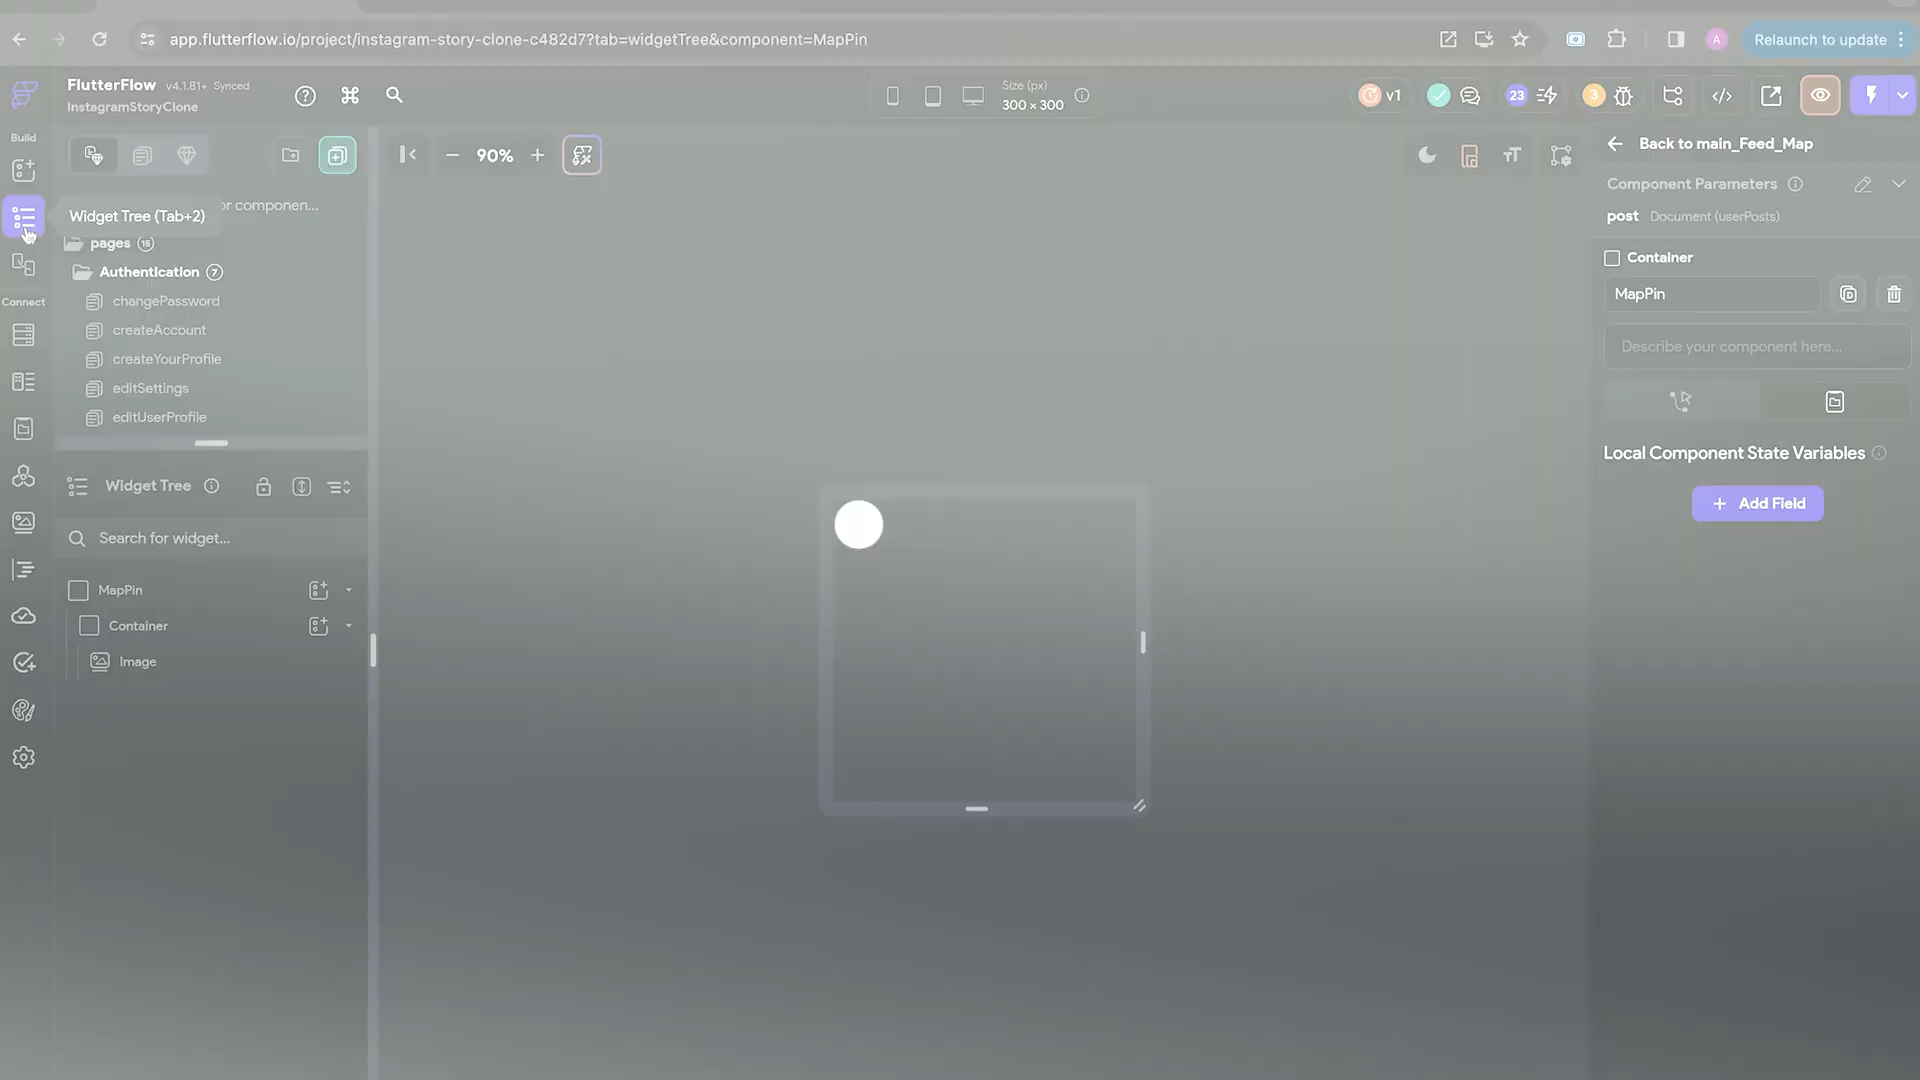 app.flutterflow.io/project/instagram-story-clone-c482d7?tab=widgetTree&component=MapPin
Relaunch to update
A
FlutterFlow v4.1.81+ Synced
InstagramStoryClone
Size (px)
300 × 300
v1
23
3
Build
90%
Back to main_Feed_Map
Component Parameters
post Document (userPosts)
Widget Tree (Tab+2)
or componen...
pages 15
Authentication 7
changePassword
createAccount
createYourProfile
editSettings
editUserProfile
Connect
Container
MapPin
Describe your component here...
Local Component State Variables
+ Add Field
Widget Tree
Search for widget...
MapPin
Container
Image